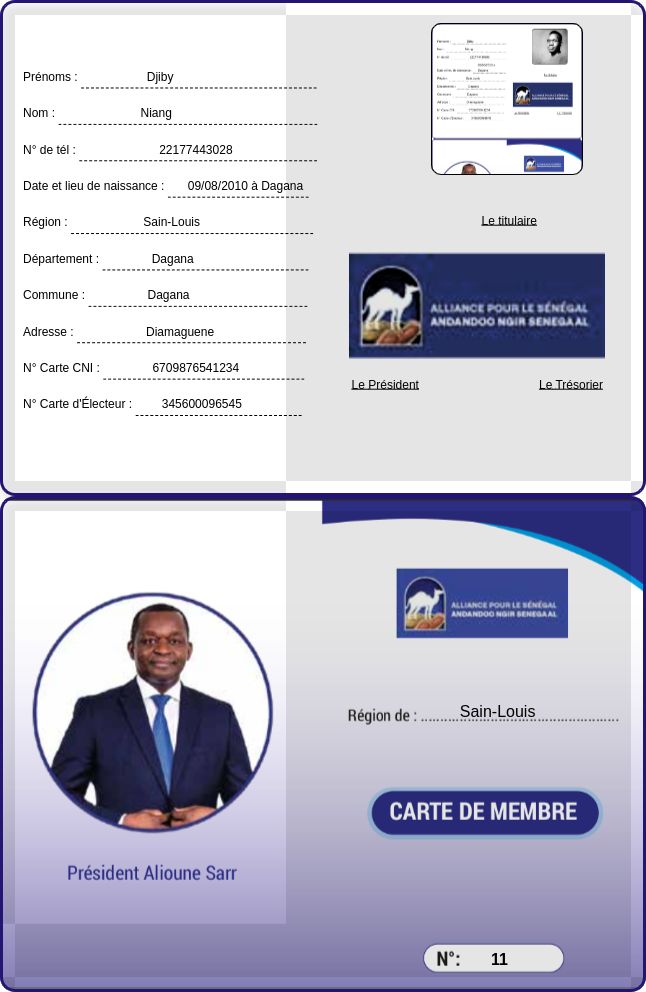 Prénoms : Djiby
Nom : Niang
N° de tél : 22177443028
Date et lieu de naissance : 09/08/2010 à Dagana
Région : Sain-Louis
Département : Dagana
Commune : Dagana
Adresse : Diamaguene
N° Carte CNI : 6709876541234
N° Carte d'Électeur : 345600096545
Le titulaire
ALLIANCE POUR LE SÉNÉGAL
ANDANDOO NGIR SENEGAAL
Le Président Le Trésorier
ALLIANCE POUR LE SÉNÉGAL
ANDANDOO NGIR SENEGAAL
Région de : Sain-Louis
CARTE DE MEMBRE
Président Alioune Sarr
N°: 11